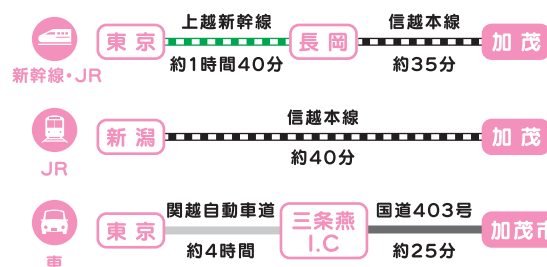 上越新幹線 信越本線
東京 長岡 加茂
約1時間40分 約35分
新幹線・JR
信越本線
新潟 加茂
約40分
JR
関越自動車道 国道403号
東京 三条燕 I.C 加茂市
約4時間 約25分
車